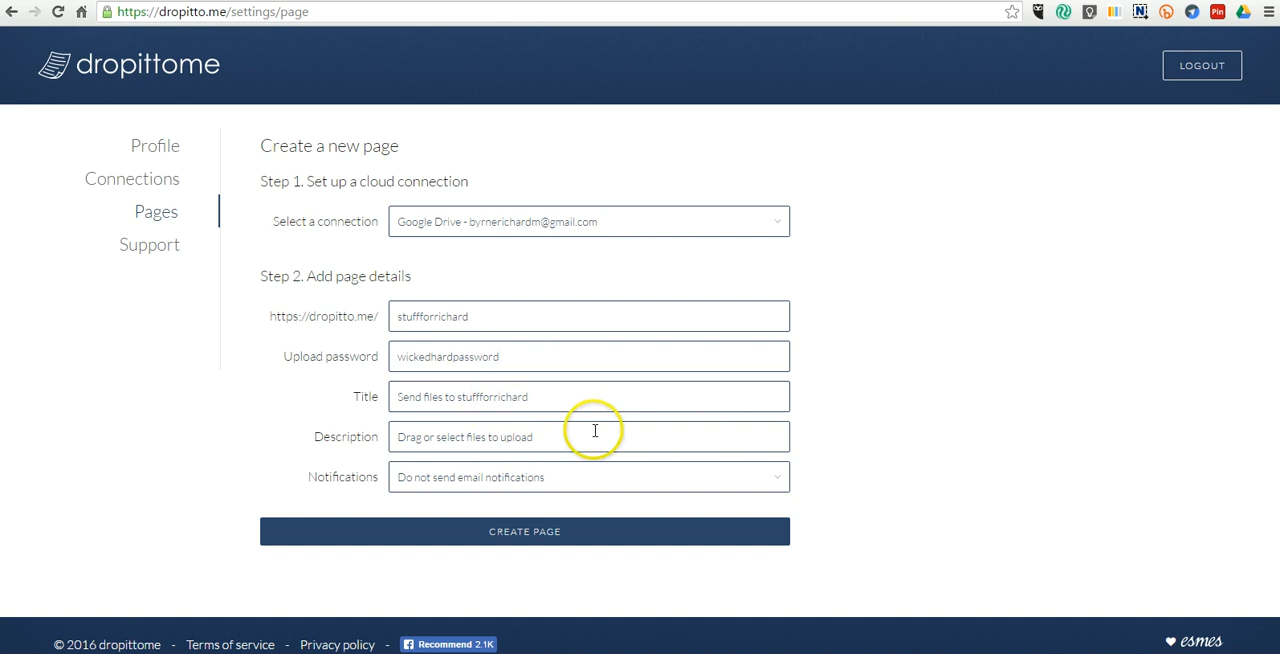 https://dropitto.me/settings/page
N
b
Pin
dropittome
LOGOUT
Profile
Connections
Pages
Support
Create a new page
Step 1. Set up a cloud connection
Select a connection
Google Drive - byrnerichardm@gmail.com
Step 2. Add page details
https://dropitto.me/
stuffforrichard
Upload password
wickedhardpassword
Title
Send files to stuffforrichard
Description
Drag or select files to upload
Notifications
Do not send email notifications
CREATE PAGE
© 2016 dropittome - Terms of service - Privacy policy - Recommend 2.1K
esmes